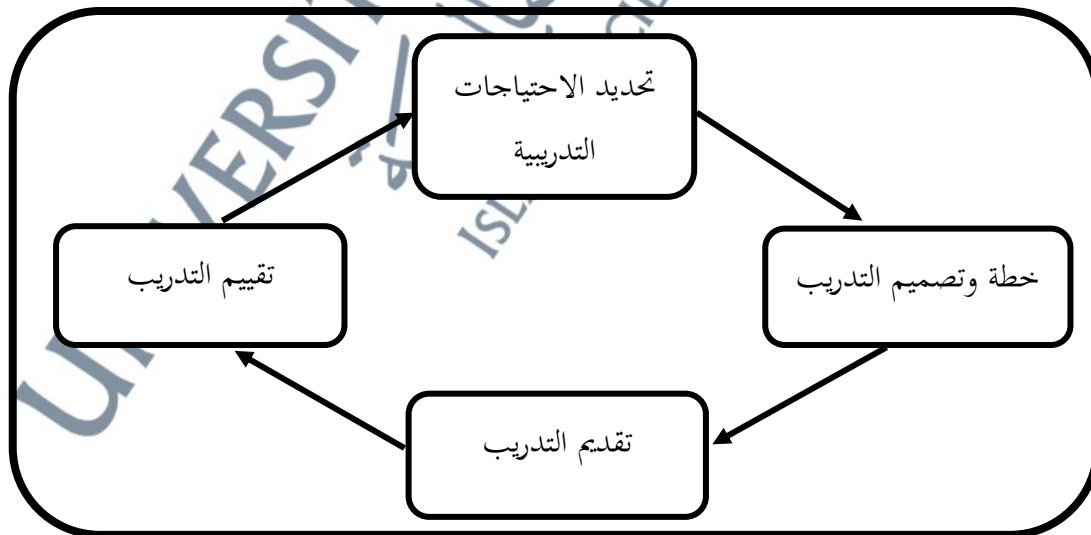 تحديد الاحتياجات
التدريبية
خطة وتصميم التدريب
تقييم التدريب
تقديم التدريب